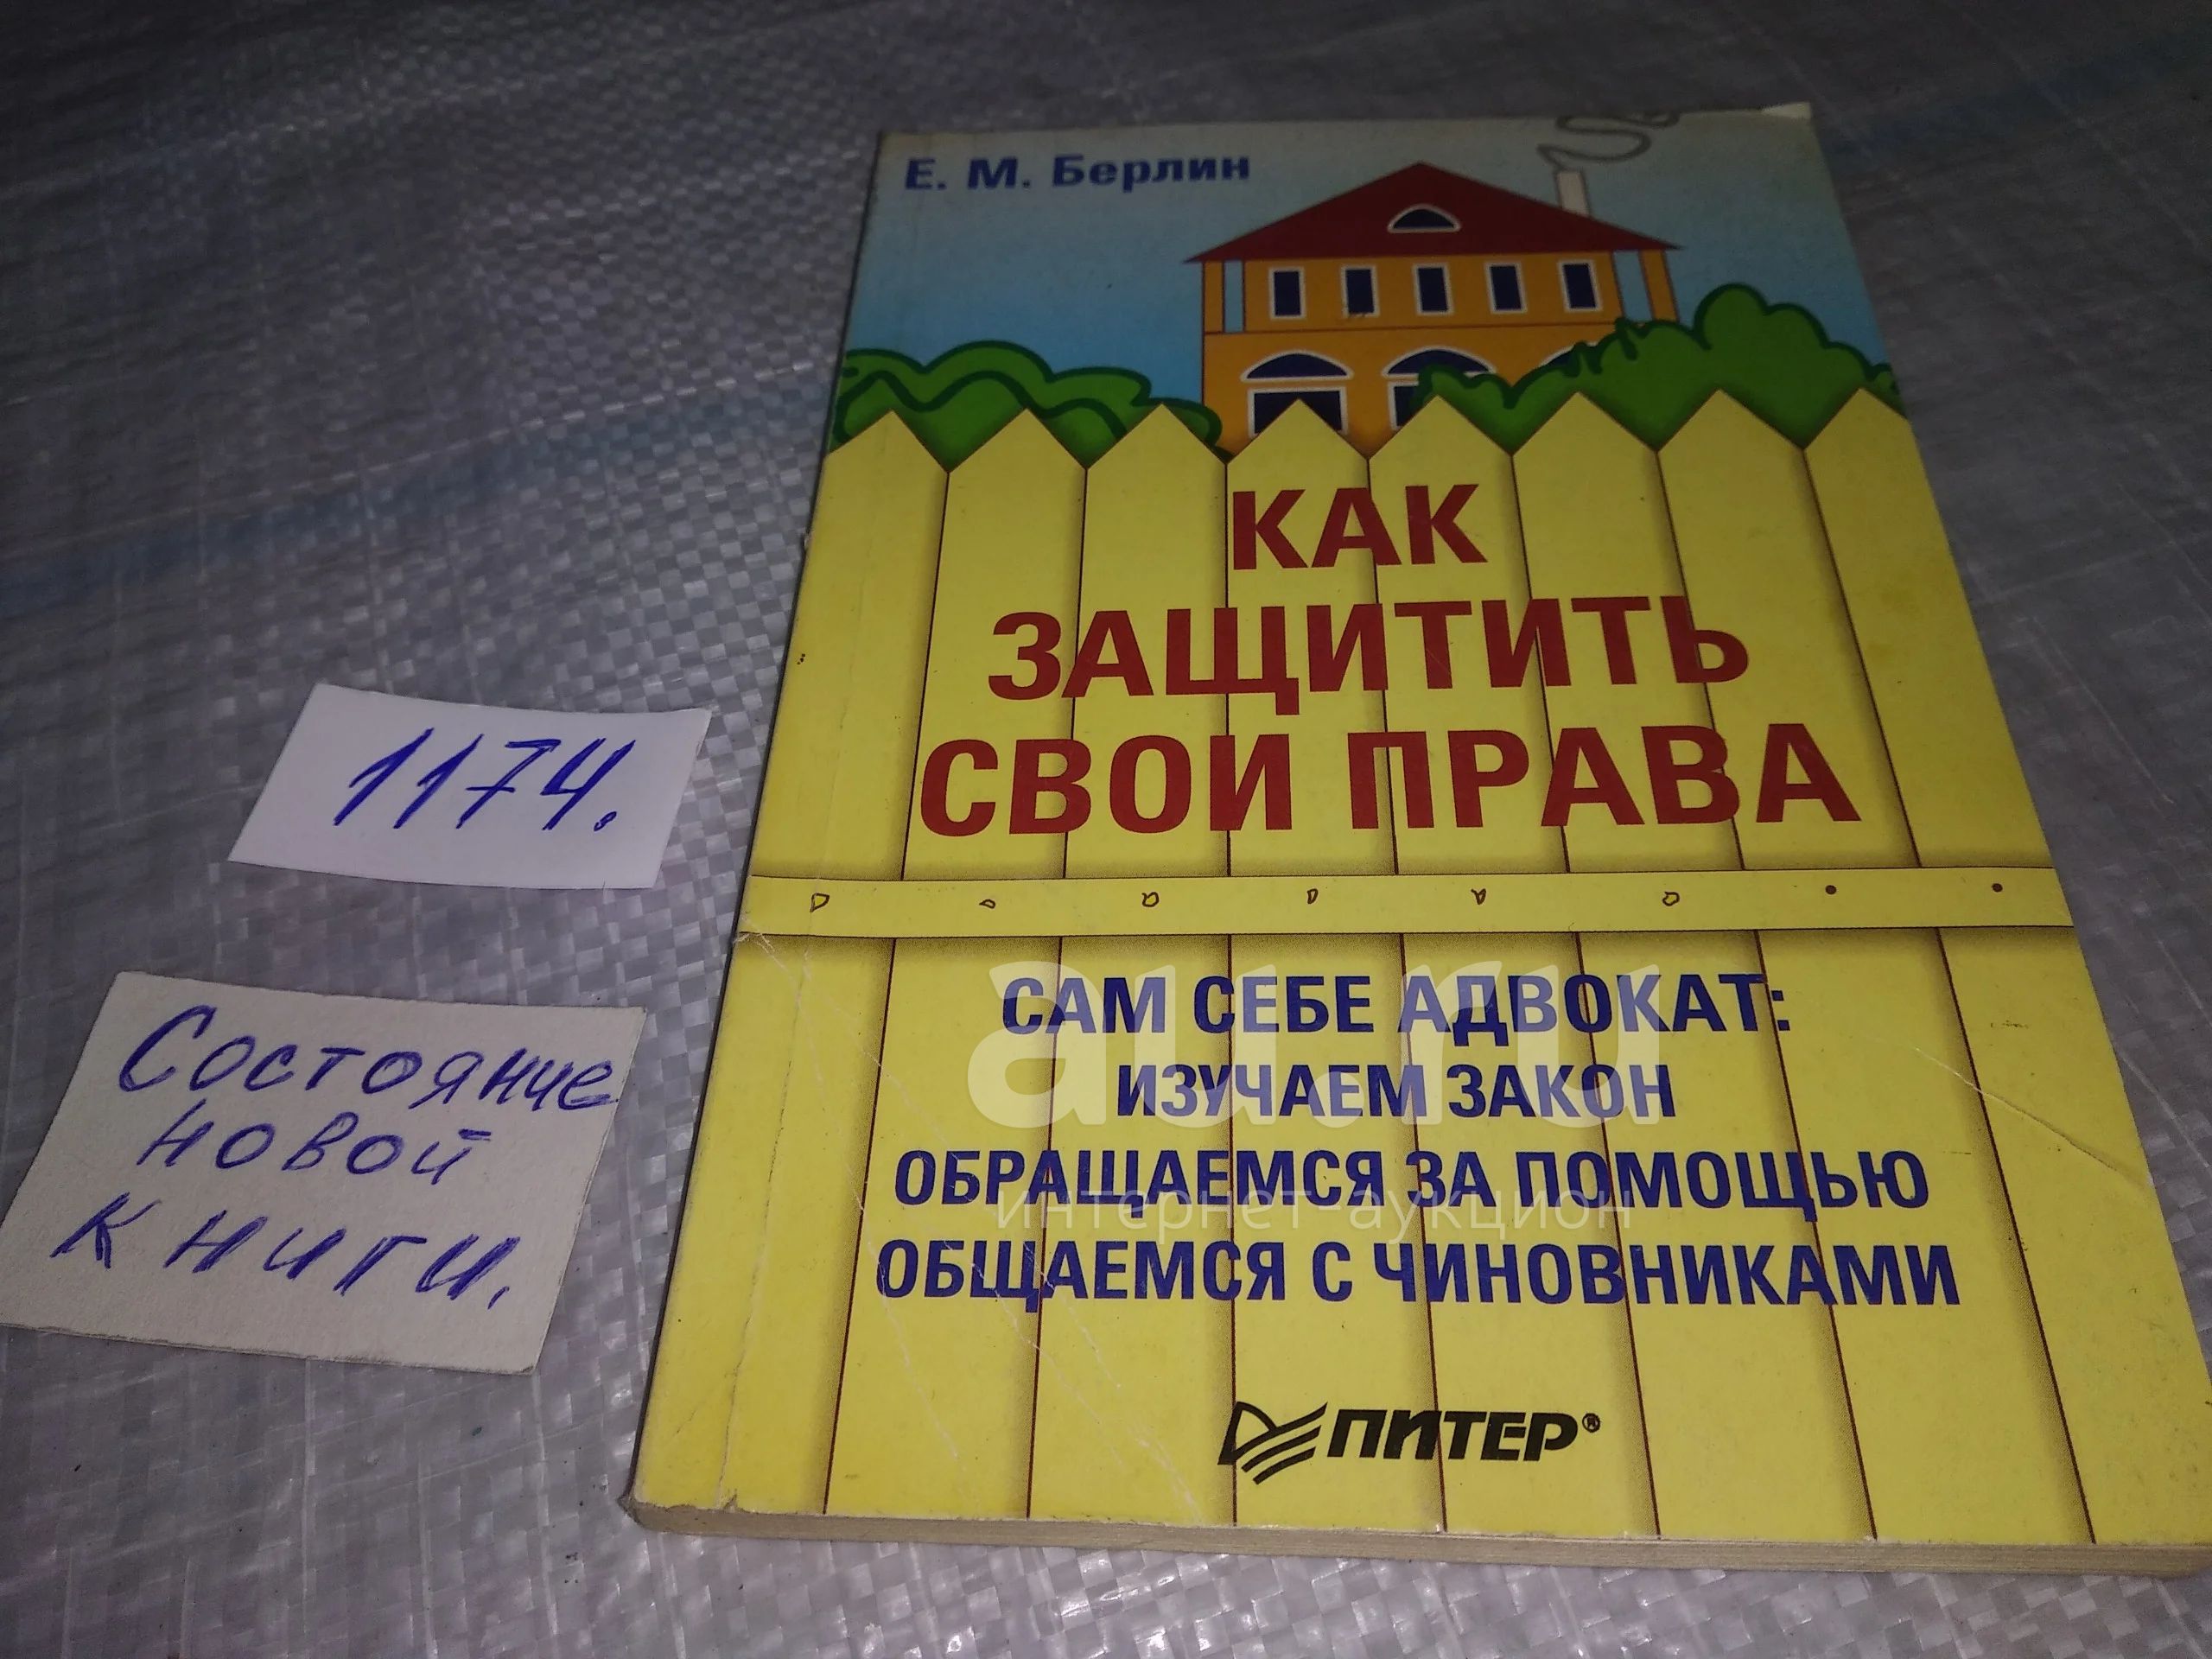 Е. М. Берлин
КАК
ЗАЩИТИТЬ
СВОИ ПРАВА
1174.
Состояние
новой
книги.
САМ СЕБЕ АДВОКАТ:
ИЗУЧАЕМ ЗАКОН
ОБРАЩАЕМСЯ ЗА ПОМОЩЬЮ
ОБЩАЕМСЯ С ЧИНОВНИКАМИ
au.ru
интернет-аукцион
ПИТЕР®